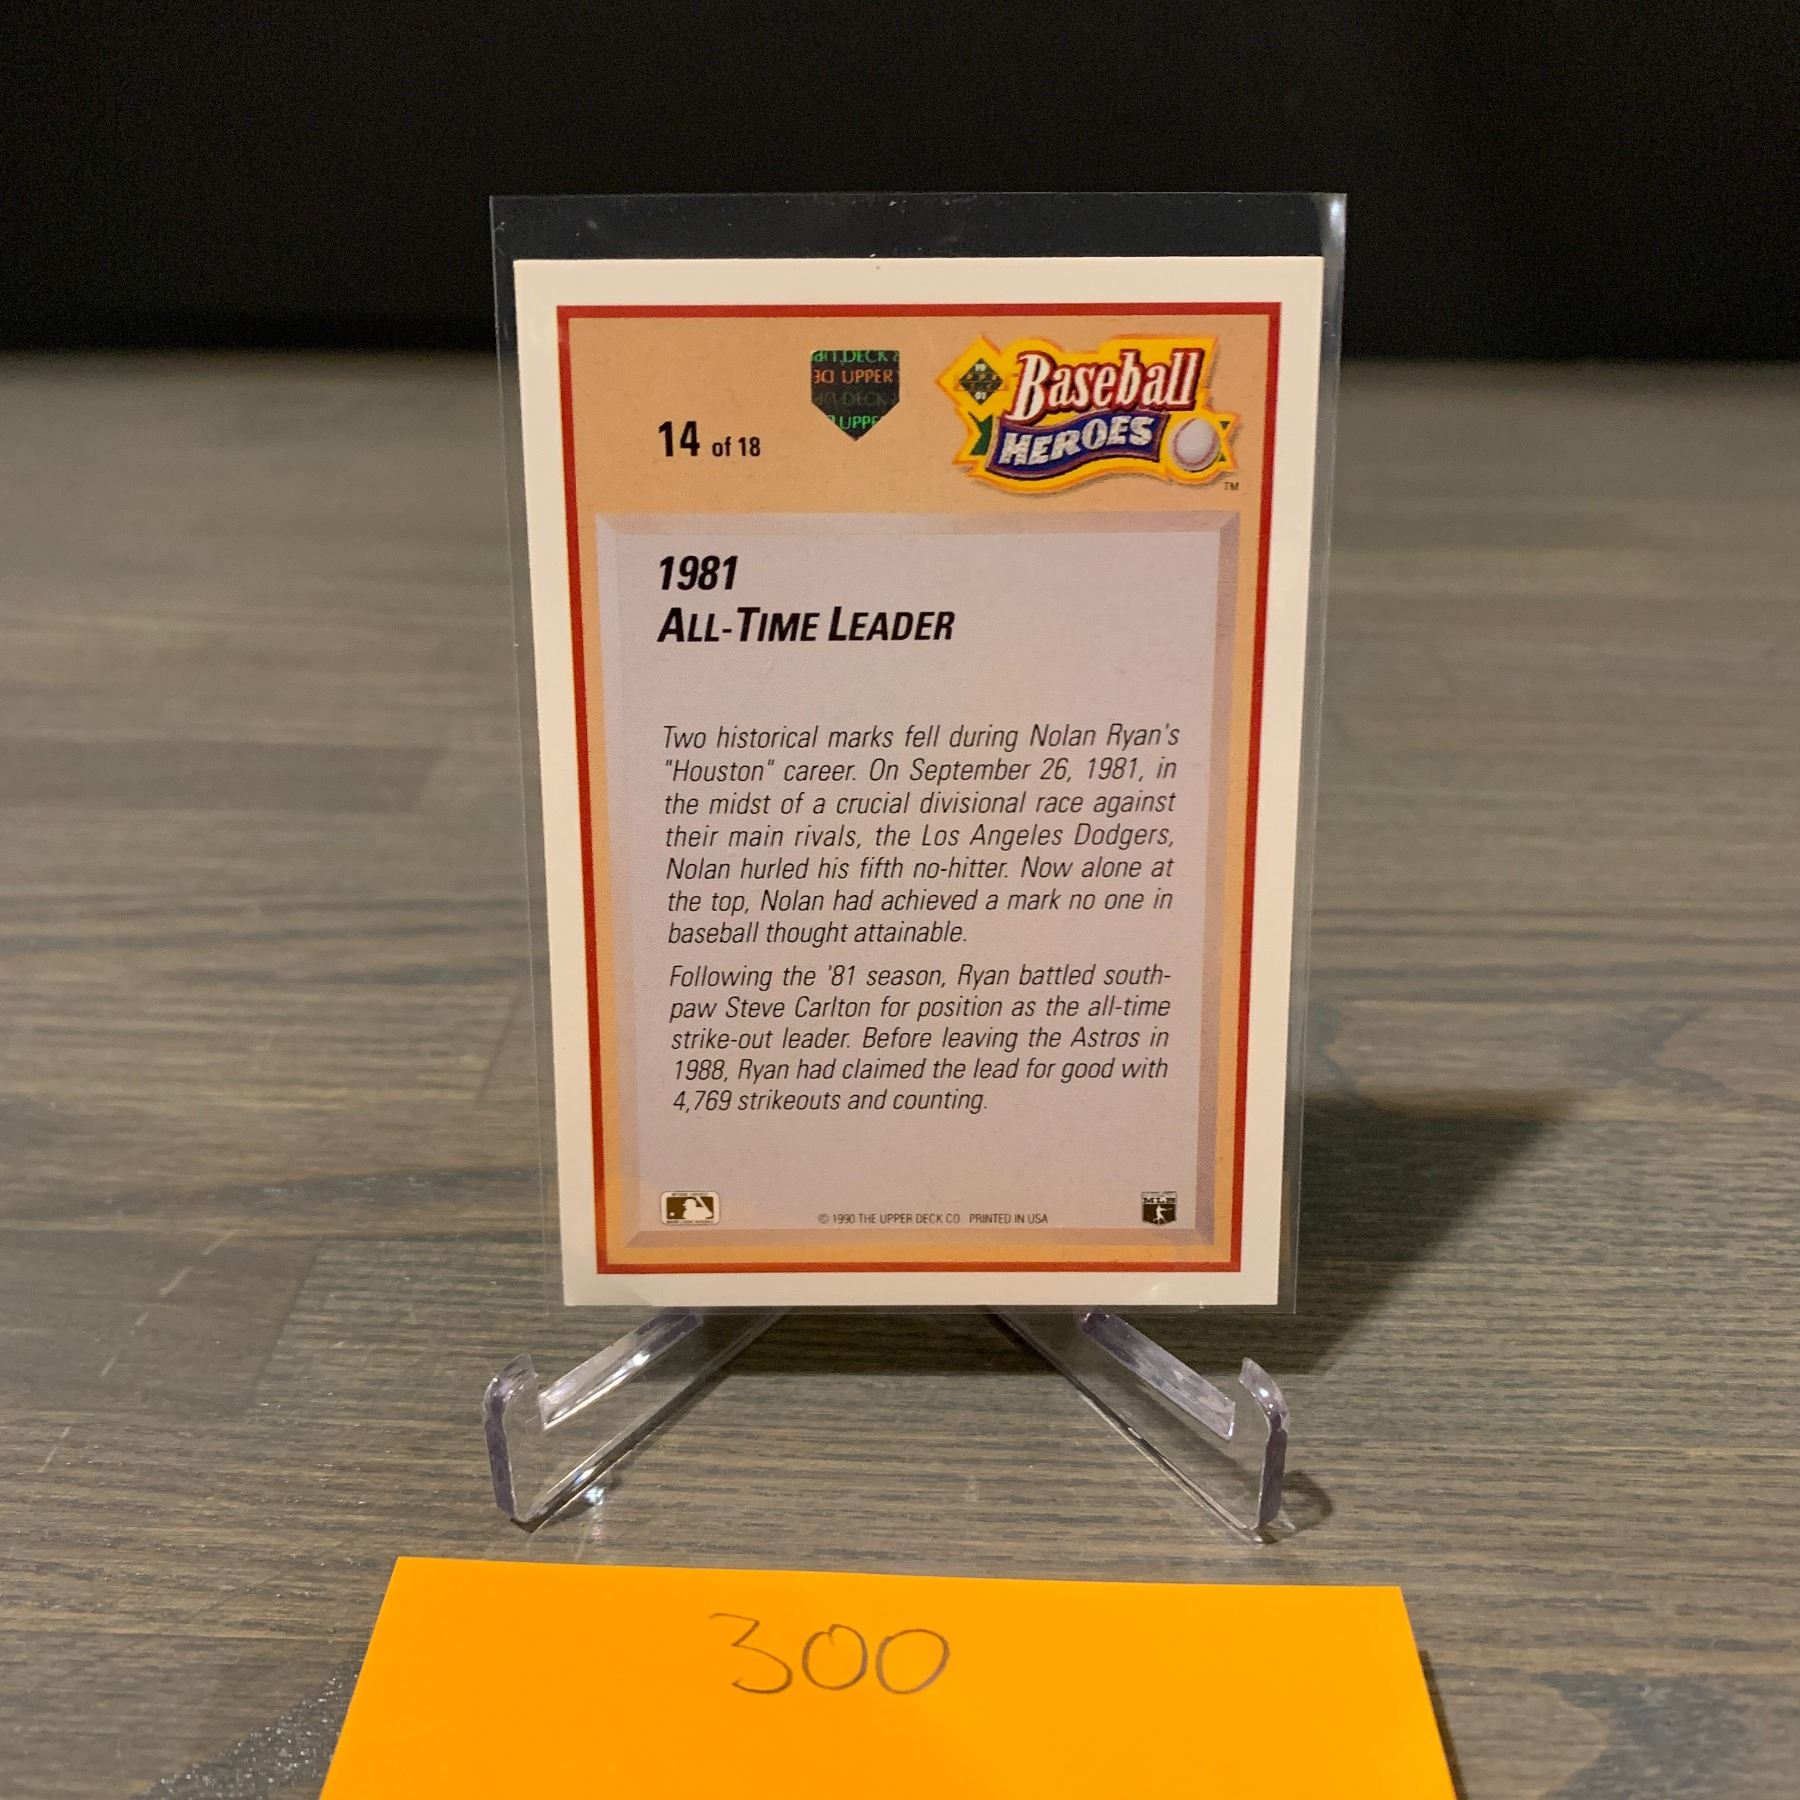 14 of 18
UPPER
DECK
UPPER
Baseball
HEROES
TM
1981
ALL-TIME LEADER
Two historical marks fell during Nolan Ryan's
"Houston" career. On September 26, 1981, in
the midst of a crucial divisional race against
their main rivals, the Los Angeles Dodgers,
Nolan hurled his fifth no-hitter. Now alone at
the top, Nolan had achieved a mark no one in
baseball thought attainable.
Following the '81 season, Ryan battled south-
paw Steve Carlton for position as the all-time
strike-out leader. Before leaving the Astros in
1988, Ryan had claimed the lead for good with
4,769 strikeouts and counting.
© 1990 THE UPPER DECK CO. PRINTED IN USA
MLB
300